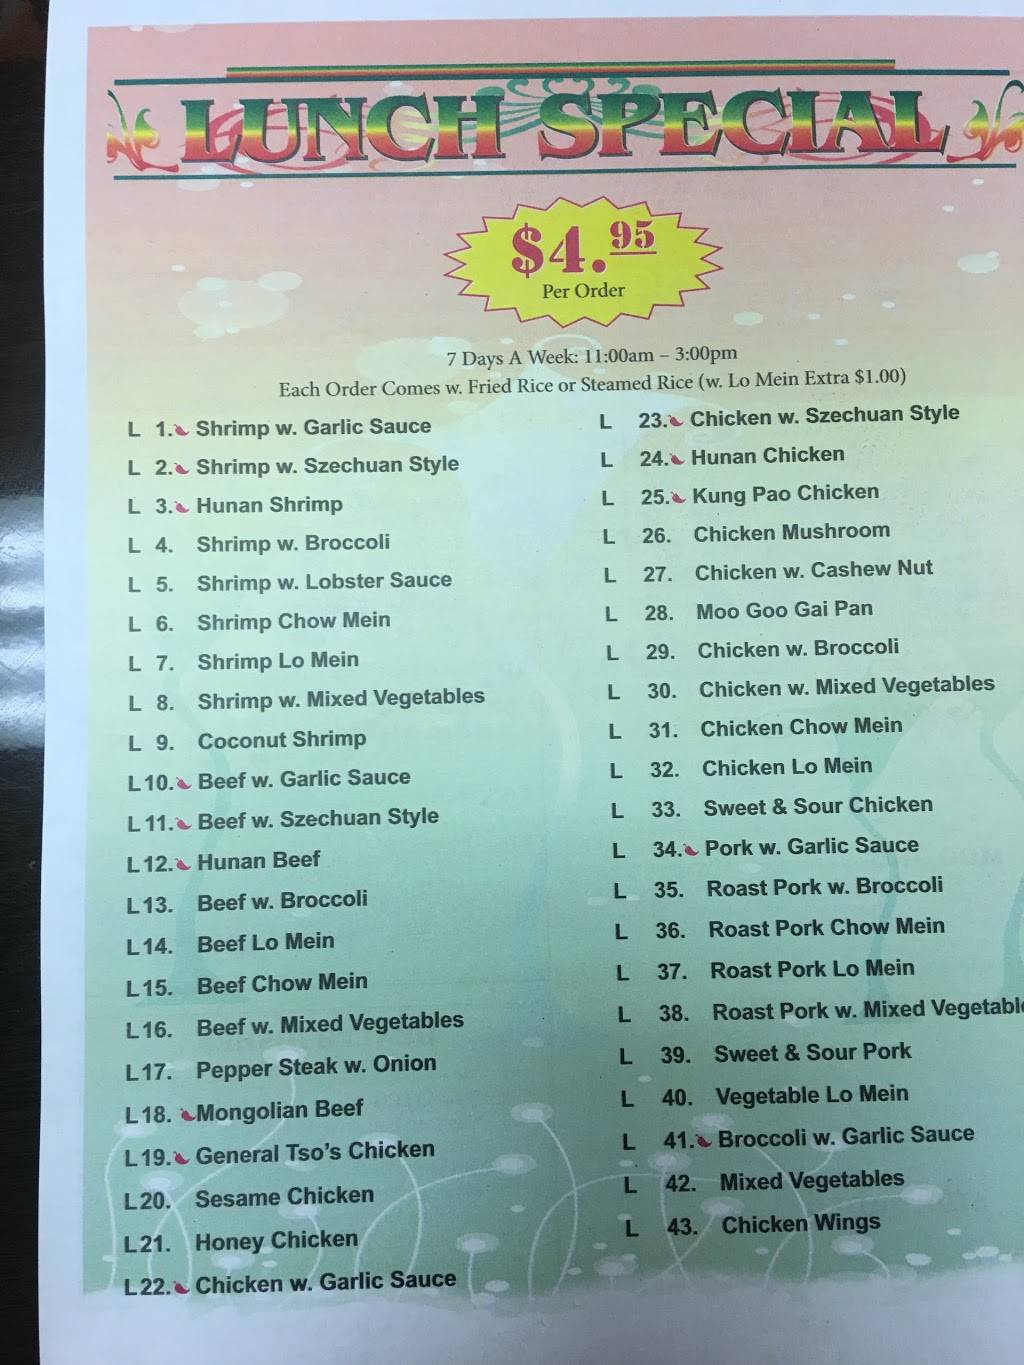 LUNCH SPECIAL
$4.95
Per Order
7 Days A Week: 11:00am – 3:00pm
Each Order Comes w. Fried Rice or Steamed Rice (w. Lo Mein Extra $1.00)
L 1. Shrimp w. Garlic Sauce
L 2. Shrimp w. Szechuan Style
L 3. Hunan Shrimp
L 4. Shrimp w. Broccoli
L 5. Shrimp w. Lobster Sauce
L 6. Shrimp Chow Mein
L 7. Shrimp Lo Mein
L 8. Shrimp w. Mixed Vegetables
L 9. Coconut Shrimp
L10. Beef w. Garlic Sauce
L11. Beef w. Szechuan Style
L12. Hunan Beef
L13. Beef w. Broccoli
L14. Beef Lo Mein
L15. Beef Chow Mein
L16. Beef w. Mixed Vegetables
L17. Pepper Steak w. Onion
L18. Mongolian Beef
L19. General Tso's Chicken
L20. Sesame Chicken
L21. Honey Chicken
L22. Chicken w. Garlic Sauce
L 23. Chicken w. Szechuan Style
L 24. Hunan Chicken
L 25. Kung Pao Chicken
L 26. Chicken Mushroom
L 27. Chicken w. Cashew Nut
L 28. Moo Goo Gai Pan
L 29. Chicken w. Broccoli
L 30. Chicken w. Mixed Vegetables
L 31. Chicken Chow Mein
L 32. Chicken Lo Mein
L 33. Sweet & Sour Chicken
L 34. Pork w. Garlic Sauce
L 35. Roast Pork w. Broccoli
L 36. Roast Pork Chow Mein
L 37. Roast Pork Lo Mein
L 38. Roast Pork w. Mixed Vegetabl
L 39. Sweet & Sour Pork
L 40. Vegetable Lo Mein
L 41. Broccoli w. Garlic Sauce
L 42. Mixed Vegetables
L 43. Chicken Wings